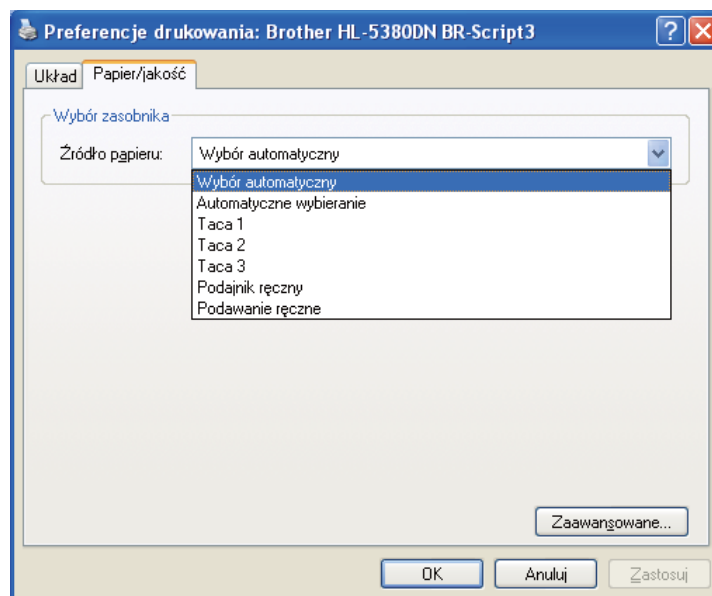 Preferencje drukowania: Brother HL-5380DN BR-Script3
Układ
Papier/jakość
Wybór zasobnika
Źródło papieru:
Wybór automatyczny
Wybór automatyczny
Automatyczne wybieranie
Taca 1
Taca 2
Taca 3
Podajnik ręczny
Podawanie ręczne
Zaawansowane...
OK
Anuluj
Zastosuj